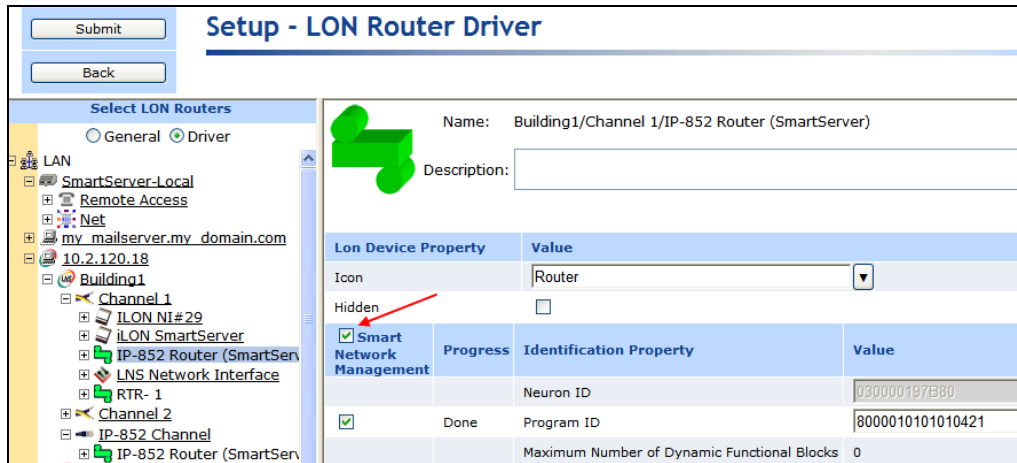 Submit
Setup - LON Router Driver
Back
Select LON Routers
General Driver
LAN
SmartServer-Local
Remote Access
Net
my_mailserver.my_domain.com
10.2.120.18
Building1
Channel 1
ILON NI#29
iLON SmartServer
IP-852 Router (SmartServ
LNS Network Interface
RTR- 1
Channel 2
IP-852 Channel
IP-852 Router (SmartServ
Name: Building1/Channel 1/IP-852 Router (SmartServer)
Description:
Lon Device Property Value
Icon Router
Hidden
Smart Network Management Progress Identification Property Value
Neuron ID 030000197B80
Done Program ID 8000010101010421
Maximum Number of Dynamic Functional Blocks 0